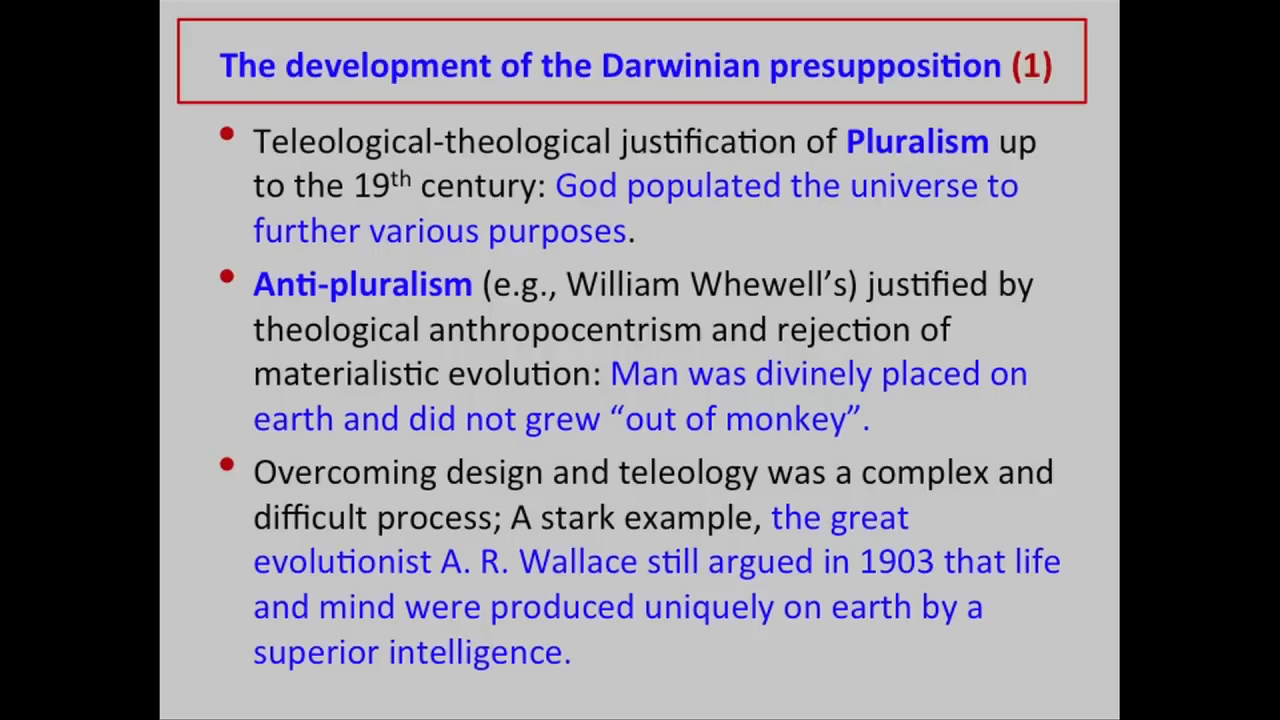 The development of the Darwinian presupposition (1)
• Teleological-theological justification of Pluralism up
to the 19th century: God populated the universe to
further various purposes.
• Anti-pluralism (e.g., William Whewell’s) justified by
theological anthropocentrism and rejection of
materialistic evolution: Man was divinely placed on
earth and did not grew “out of monkey”.
• Overcoming design and teleology was a complex and
difficult process; A stark example, the great
evolutionist A. R. Wallace still argued in 1903 that life
and mind were produced uniquely on earth by a
superior intelligence.